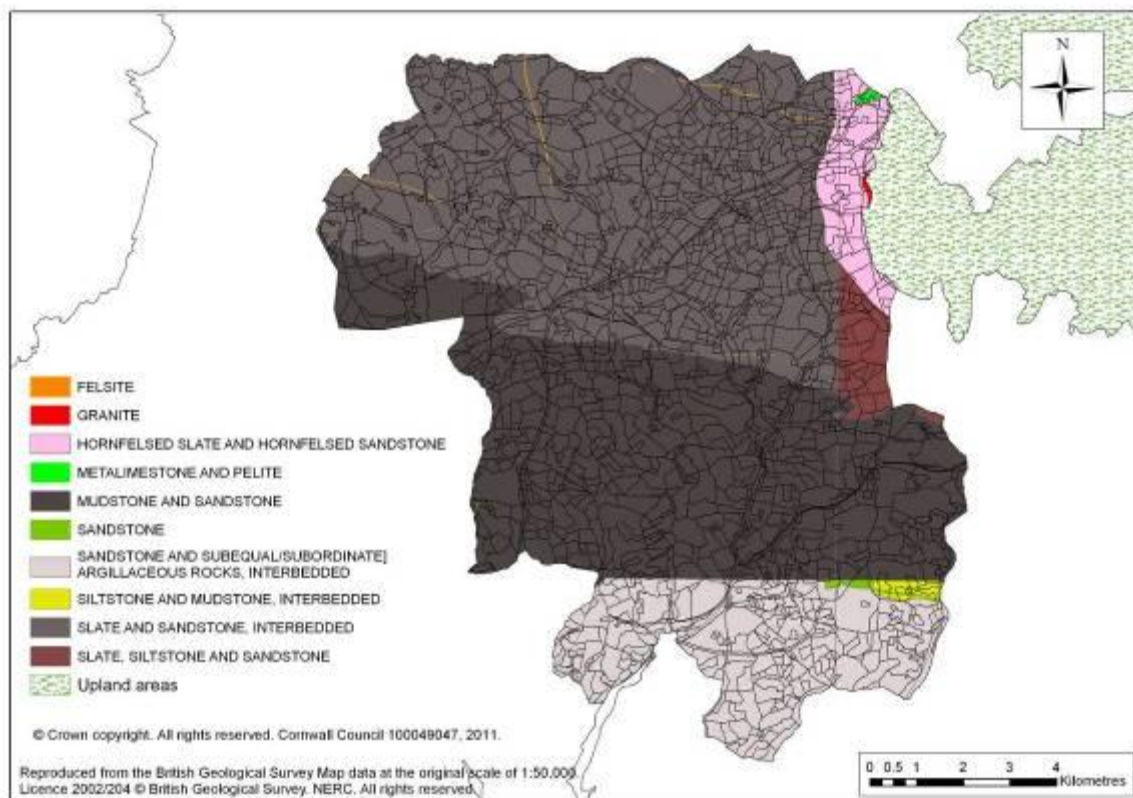 N
FELSITE
GRANITE
HORNFELSED SLATE AND HORNFELSED SANDSTONE
METALIMESTONE AND PELITE
MUDSTONE AND SANDSTONE
SANDSTONE
SANDSTONE AND SUBEQUAL/SUBORDINATE]
ARGILLACEOUS ROCKS, INTERBEDDED
SILTSTONE AND MUDSTONE, INTERBEDDED
SLATE AND SANDSTONE, INTERBEDDED
SLATE, SILTSTONE AND SANDSTONE
Upland areas
© Crown copyright. All rights reserved. Cornwall Council 100049047, 2011.
Reproduced from the British Geological Survey Map data at the original scale of 1:50,000.
Licence 2002/204 © British Geological Survey. NERC. All rights reserved.
0 0.5 1 2 3 4
Kilometres